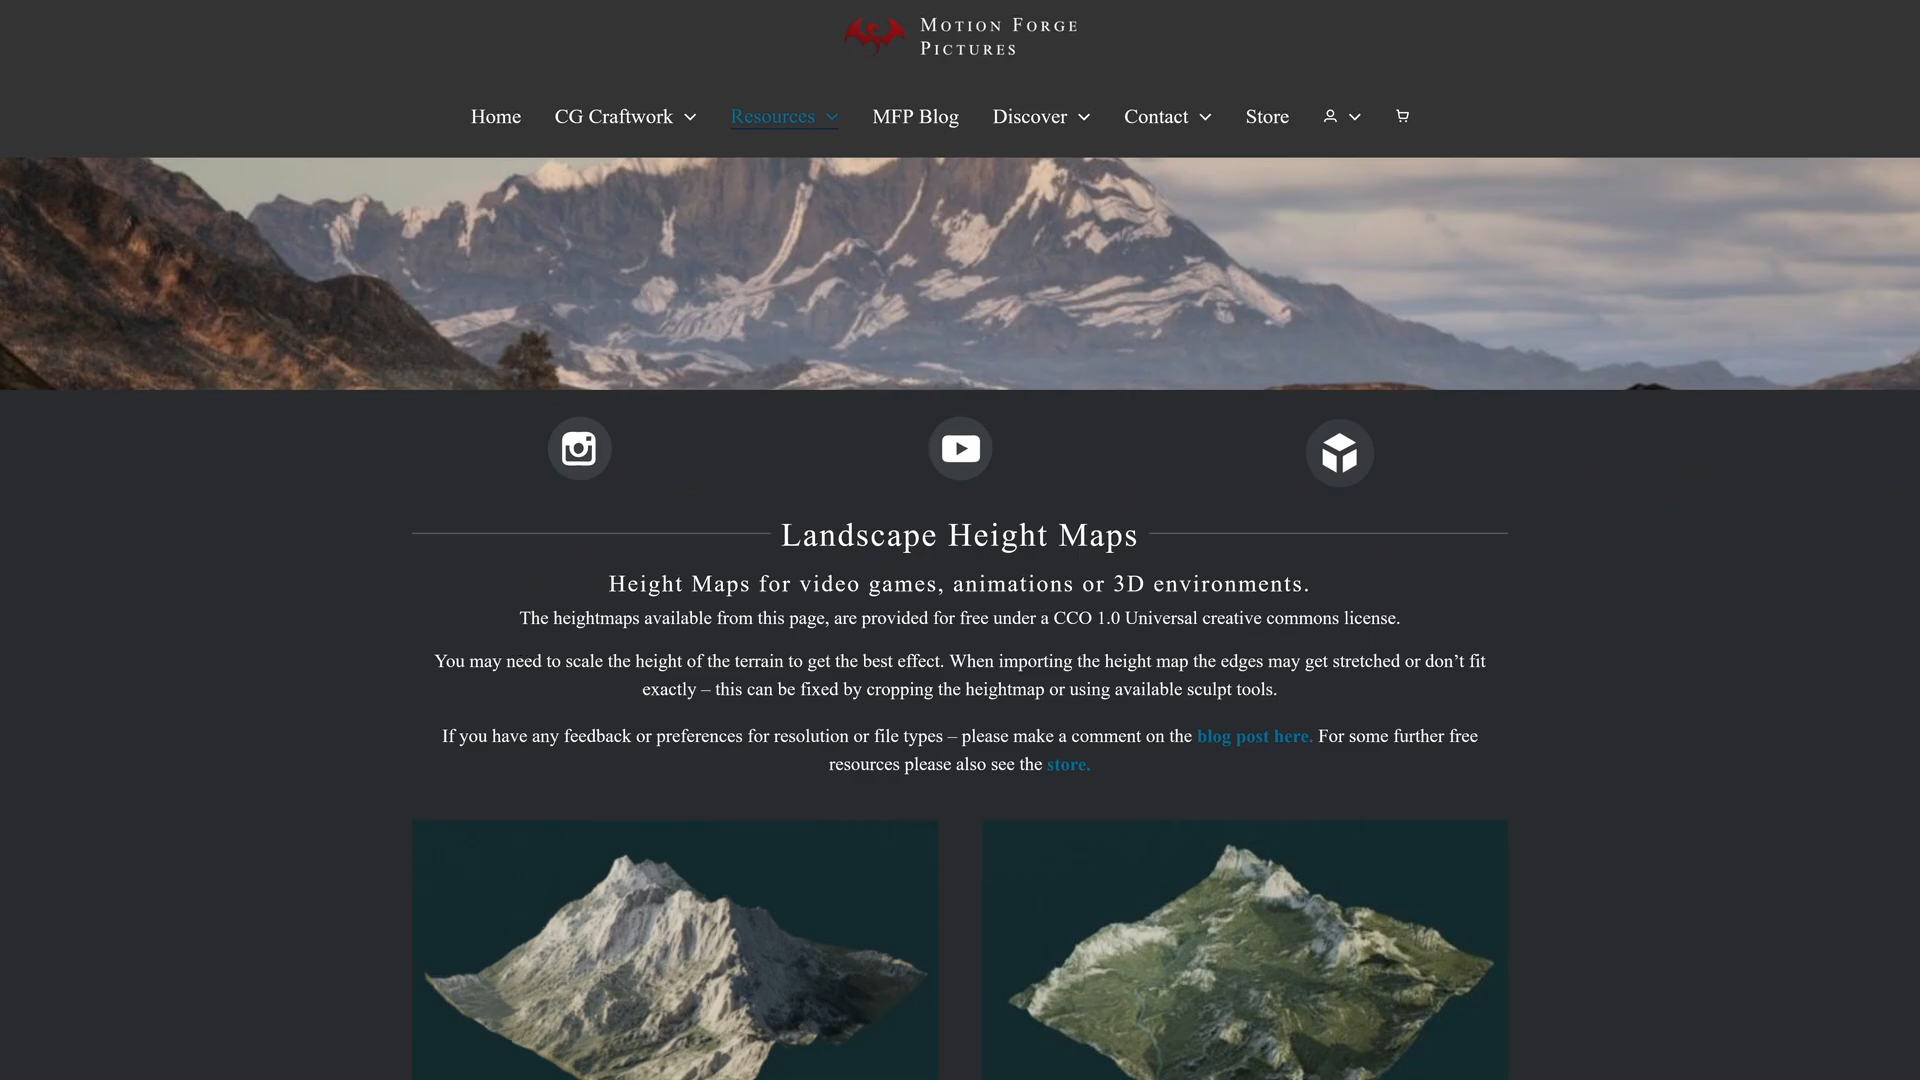 Motion Forge
Pictures
Home CG Craftwork Resources MFP Blog Discover Contact Store
Landscape Height Maps
Height Maps for video games, animations or 3D environments.
The heightmaps available from this page, are provided for free under a CCO 1.0 Universal creative commons license.
You may need to scale the height of the terrain to get the best effect. When importing the height map the edges may get stretched or don’t fit
exactly – this can be fixed by cropping the heightmap or using available sculpt tools.
If you have any feedback or preferences for resolution or file types – please make a comment on the blog post here. For some further free
resources please also see the store.